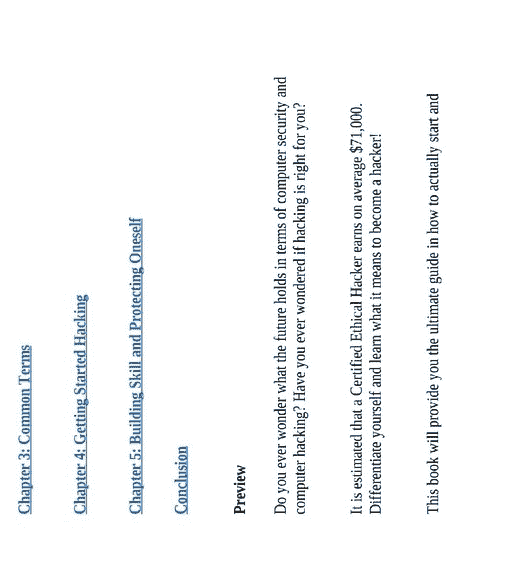 Chapter 3: Common Terms
Chapter 4: Getting Started Hacking
Chapter 5: Building Skill and Protecting Oneself
Conclusion
Preview
Do you ever wonder what the future holds in terms of computer security and
computer hacking? Have you ever wondered if hacking is right for you?
It is estimated that a Certified Ethical Hacker earns on average $71,000.
Differentiate yourself and learn what it means to become a hacker!
This book will provide you the ultimate guide in how to actually start and